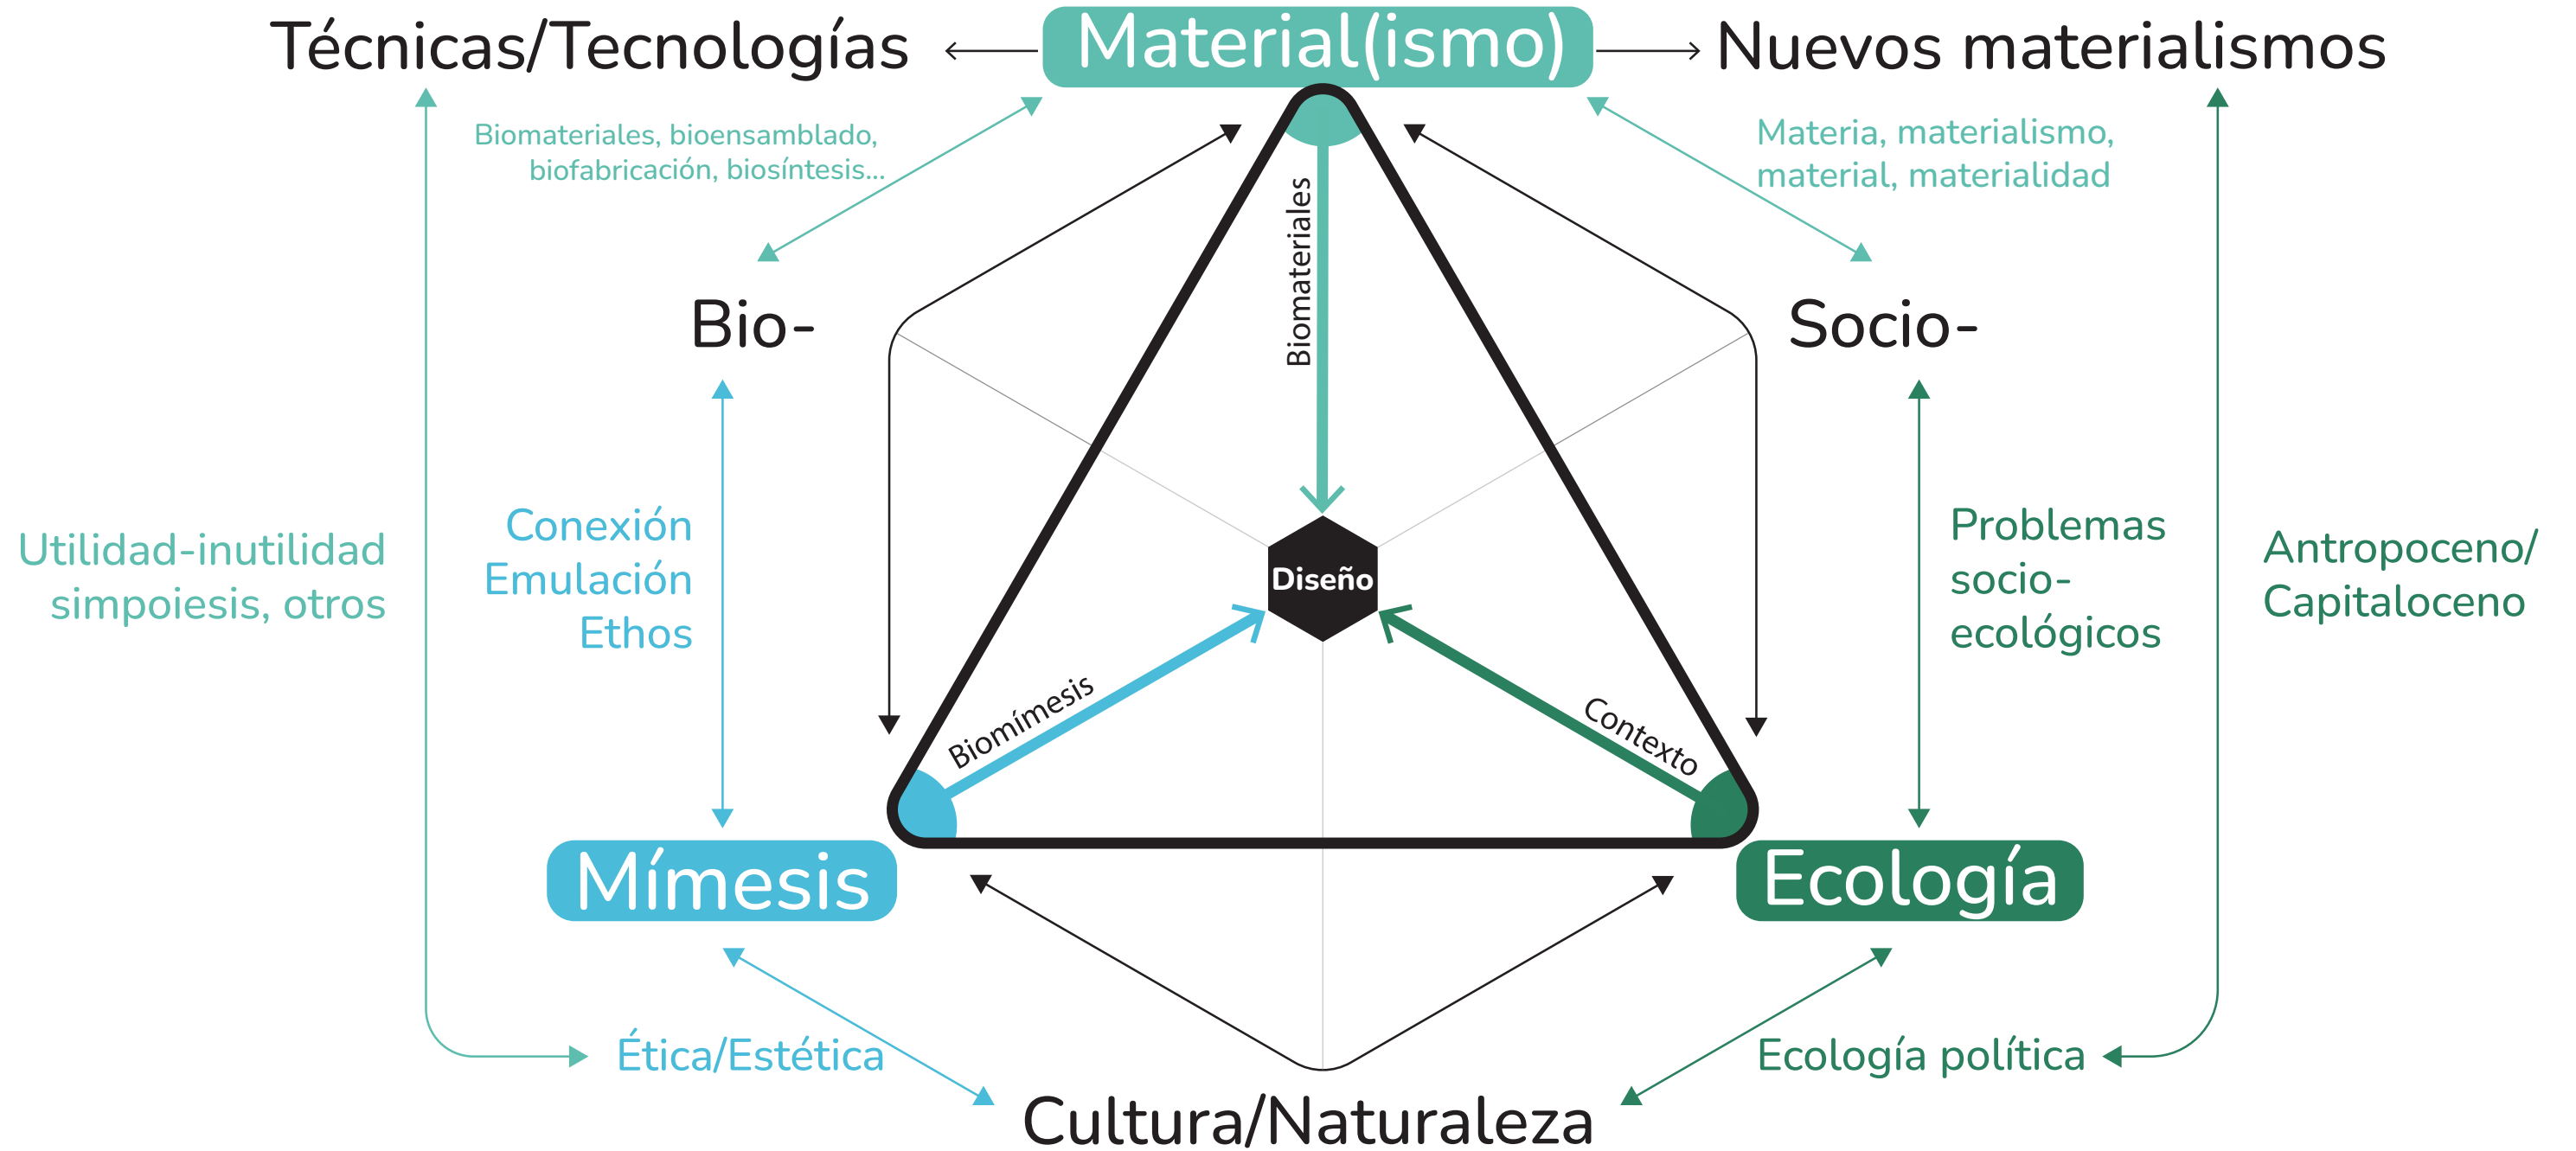 Técnicas/Tecnologías
Material(ismo)
Nuevos materialismos
Biomateriales, bioensamblado,
biofabricación, biosíntesis...
Materia, materialismo,
material, materialidad
Biomateriales
Bio-
Socio-
Utilidad-inutilidad
simpoiesis, otros
Conexión
Emulación
Ethos
Diseño
Problemas
socio-
ecológicos
Antropoceno/
Capitaloceno
Biomímesis
Contexto
Mímesis
Ecología
Ética/Estética
Ecología política
Cultura/Naturaleza